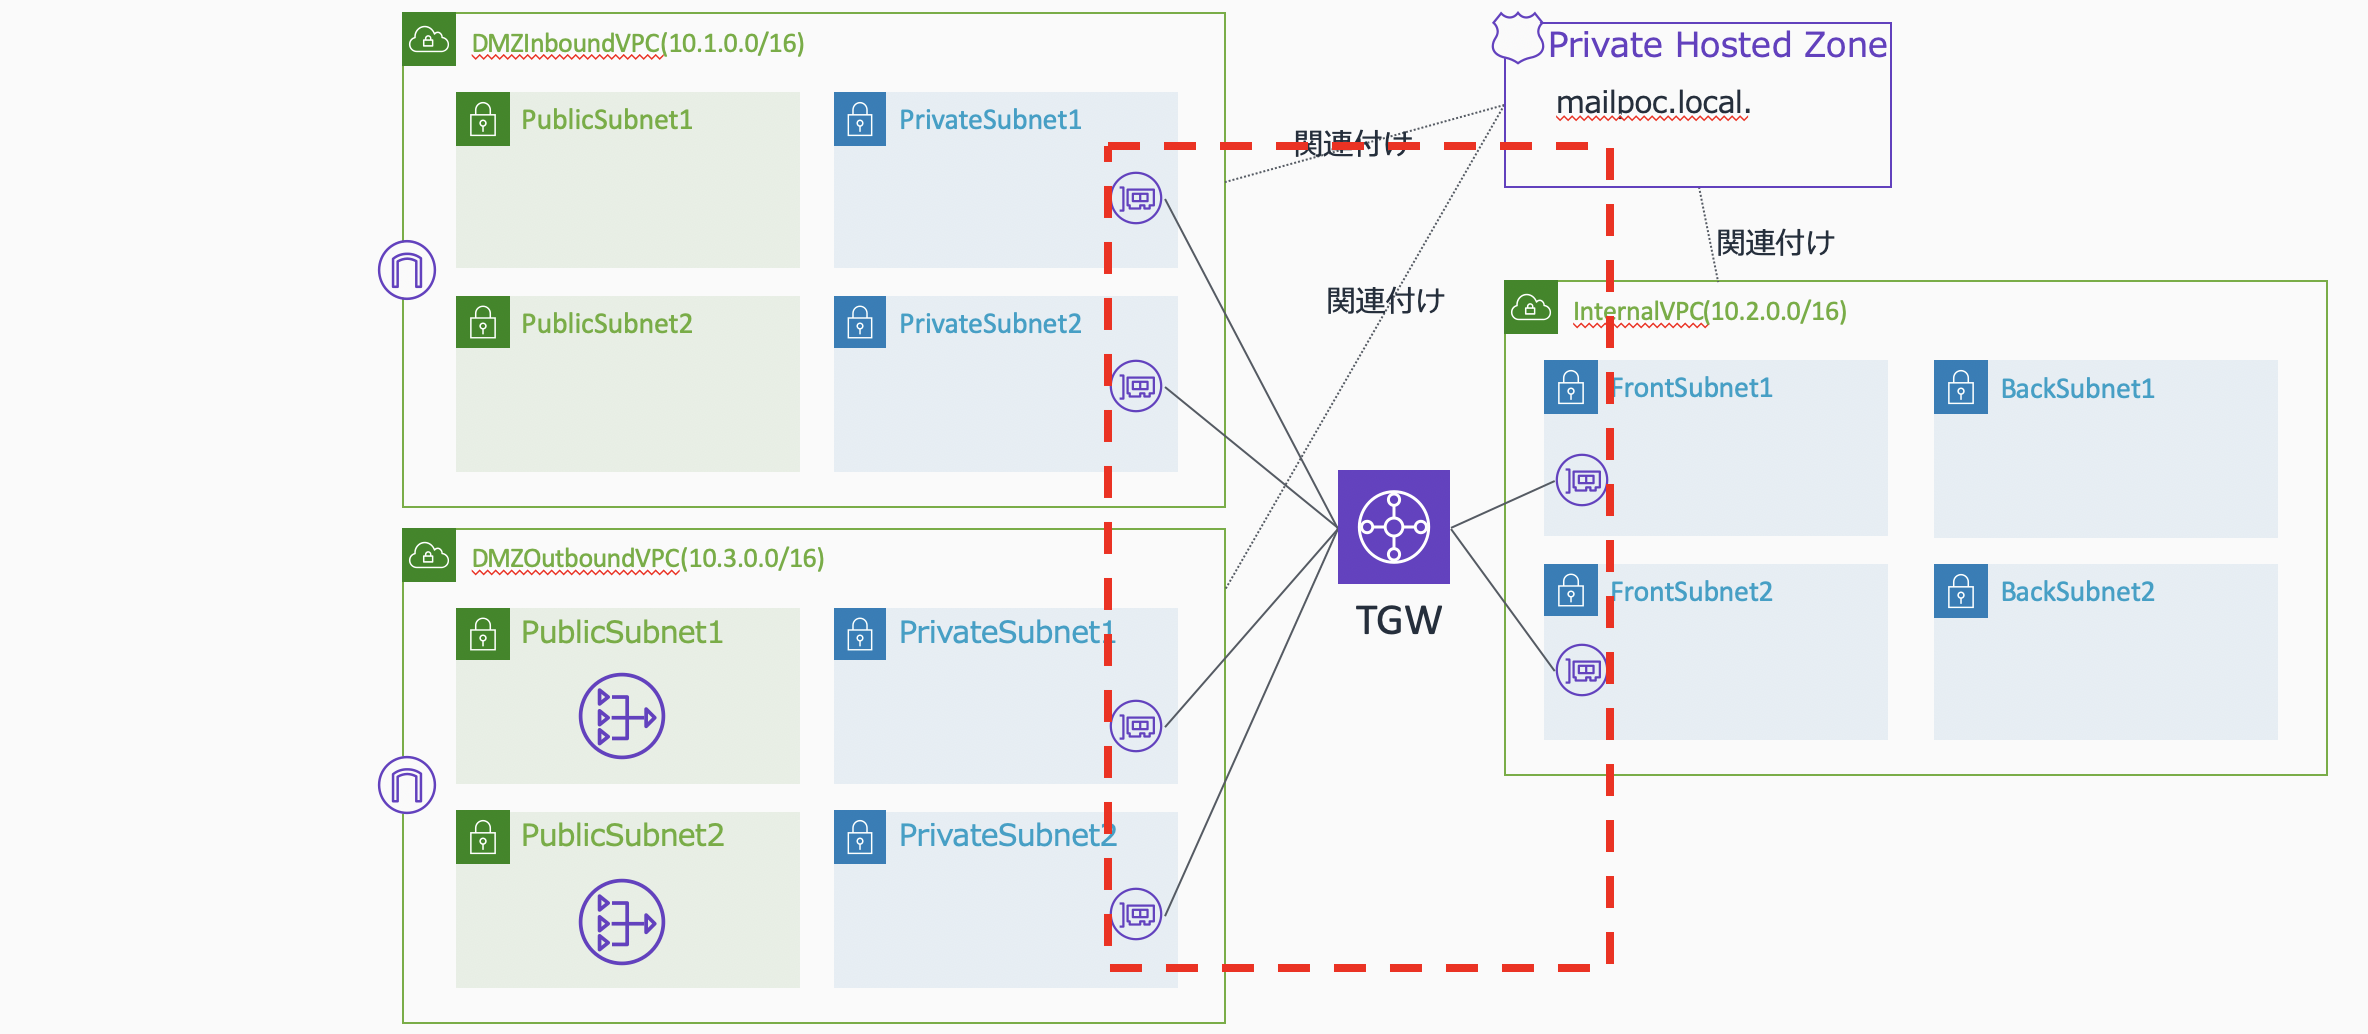 DMZInboundVPC(10.1.0.0/16)
PublicSubnet1
PrivateSubnet1
PublicSubnet2
PrivateSubnet2
Private Hosted Zone
mailpoc.local.
関連付け
関連付け
関連付け
InternalVPC(10.2.0.0/16)
FrontSubnet1
BackSubnet1
FrontSubnet2
BackSubnet2
TGW
DMZOutboundVPC(10.3.0.0/16)
PublicSubnet1
PrivateSubnet1
PublicSubnet2
PrivateSubnet2